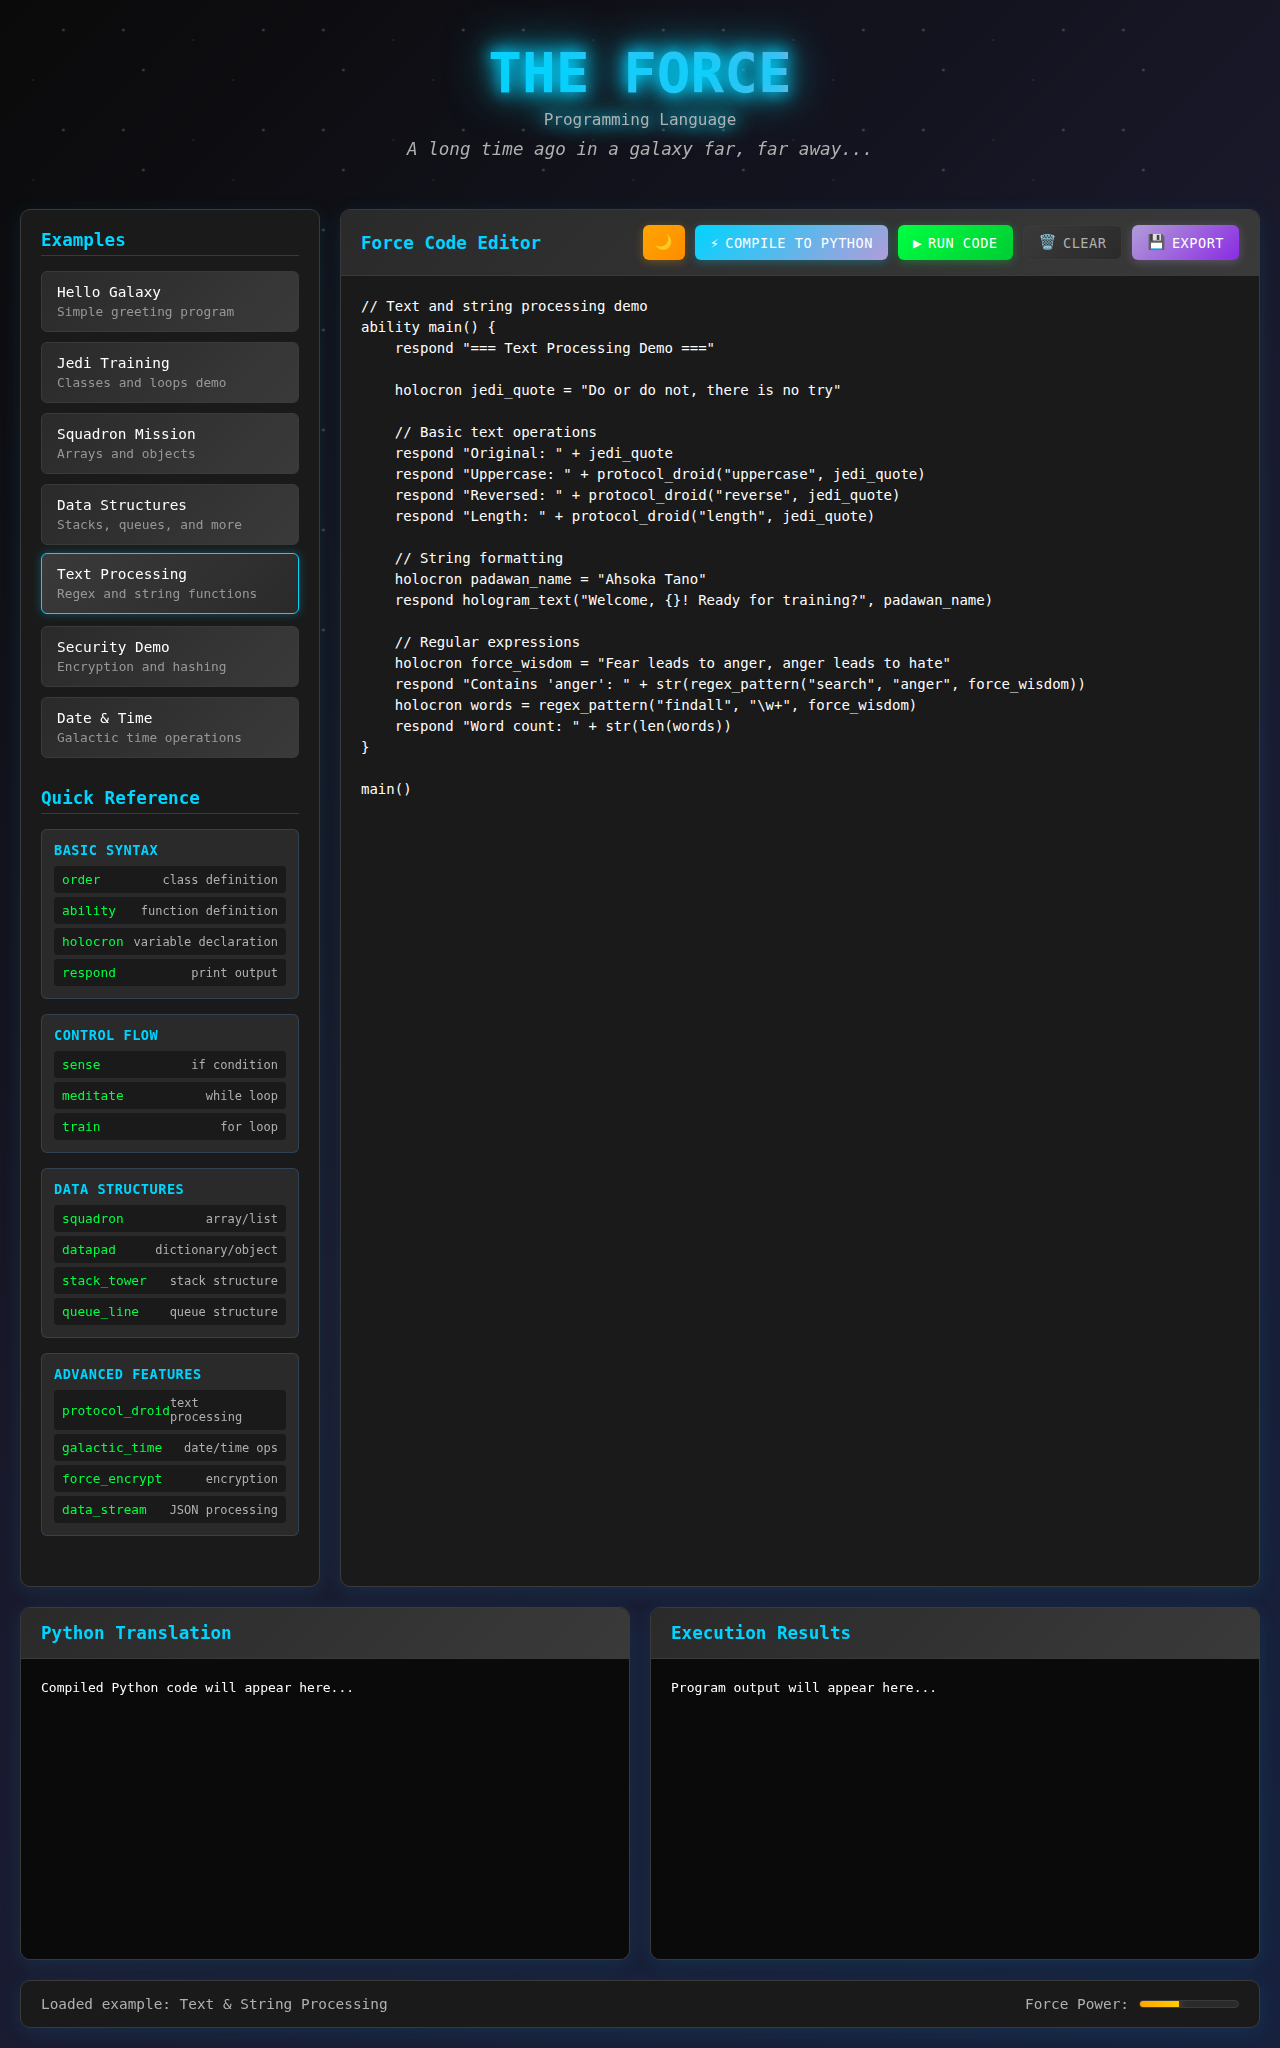 THE FORCE
Programming Language
A long time ago in a galaxy far, far away...
Examples
Hello Galaxy
Simple greeting program
Jedi Training
Classes and loops demo
Squadron Mission
Arrays and objects
Data Structures
Stacks, queues, and more
Text Processing
Regex and string functions
Security Demo
Encryption and hashing
Date & Time
Galactic time operations
Quick Reference
BASIC SYNTAX
order class definition
ability function definition
holocron variable declaration
respond print output
CONTROL FLOW
sense if condition
meditate while loop
train for loop
DATA STRUCTURES
squadron array/list
datapad dictionary/object
stack_tower stack structure
queue_line queue structure
ADVANCED FEATURES
protocol_droid text processing
galactic_time date/time ops
force_encrypt encryption
data_stream JSON processing
Force Code Editor
🌙 ⚡ COMPILE TO PYTHON ▶ RUN CODE 🗑️ CLEAR 💾 EXPORT
// Text and string processing demo
ability main() {
    respond "=== Text Processing Demo ==="
    holocron jedi_quote = "Do or do not, there is no try"
    // Basic text operations
    respond "Original: " + jedi_quote
    respond "Uppercase: " + protocol_droid("uppercase", jedi_quote)
    respond "Reversed: " + protocol_droid("reverse", jedi_quote)
    respond "Length: " + protocol_droid("length", jedi_quote)
    // String formatting
    holocron padawan_name = "Ahsoka Tano"
    respond hologram_text("Welcome, {}! Ready for training?", padawan_name)
    // Regular expressions
    holocron force_wisdom = "Fear leads to anger, anger leads to hate"
    respond "Contains 'anger': " + str(regex_pattern("search", "anger", force_wisdom))
    holocron words = regex_pattern("findall", "\w+", force_wisdom)
    respond "Word count: " + str(len(words))
}
main()
Python Translation
Compiled Python code will appear here...
Execution Results
Program output will appear here...
Loaded example: Text & String Processing
Force Power: